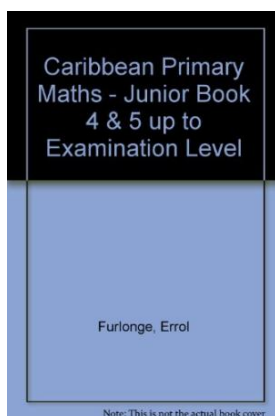 Caribbean Primary
Maths - Junior Book
4 & 5 up to
Examination Level
Furlonge, Errol
Note: This is not the actual book cover